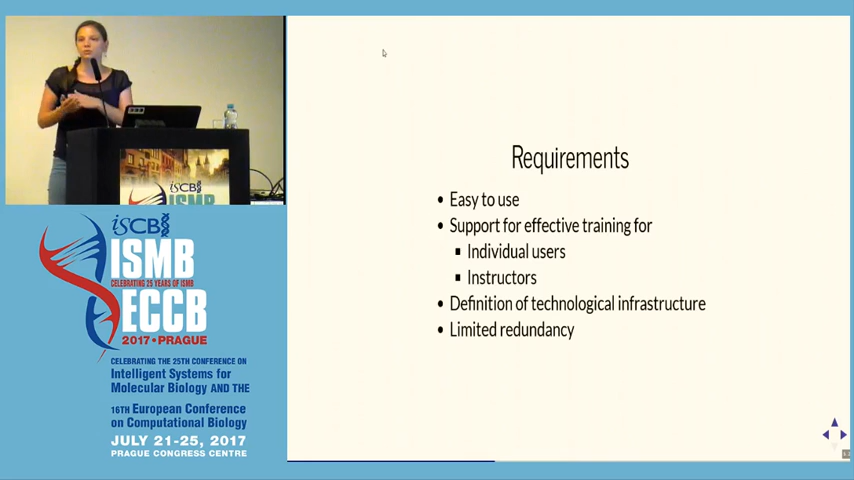 iSCB
ISMB
iSCB
ISMB
CELEBRATING 25 YEARS OF ISMB
ECCB
2017•PRAGUE
CELEBRATING THE 25TH CONFERENCE ON
Intelligent Systems for
Molecular Biology AND THE
16TH European Conference
on Computational Biology
JULY 21-25, 2017
PRAGUE CONGRESS CENTRE
Requirements
• Easy to use
• Support for effective training for
▪ Individual users
▪ Instructors
• Definition of technological infrastructure
• Limited redundancy